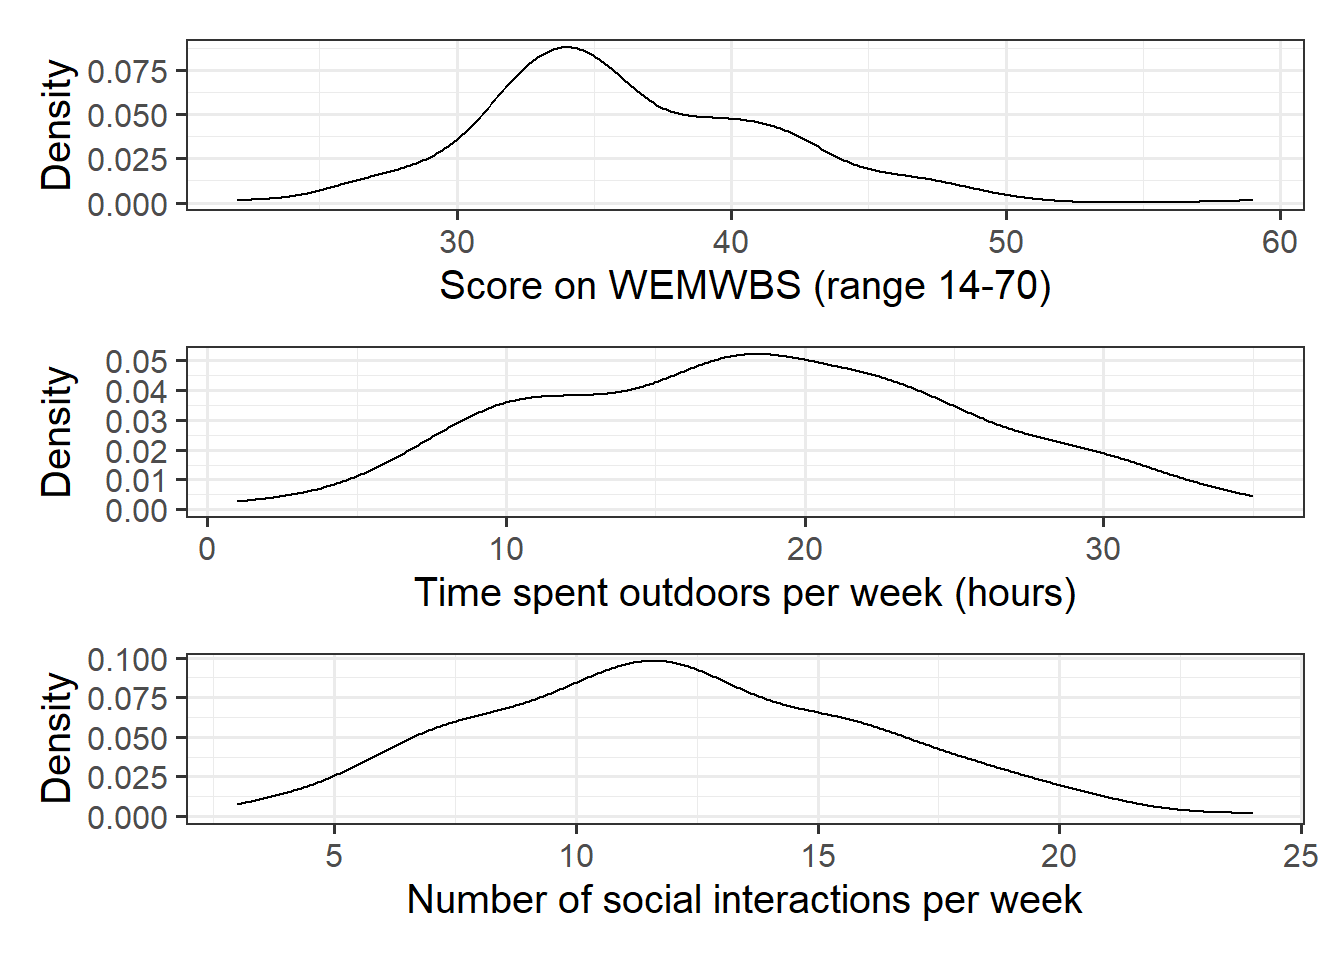 Density
0.075
0.050
0.025
0.000
30 40 50 60
Score on WEMWBS (range 14-70)
Density
0.05
0.04
0.03
0.02
0.01
0.00
0 10 20 30
Time spent outdoors per week (hours)
Density
0.100
0.075
0.050
0.025
0.000
5 10 15 20 25
Number of social interactions per week